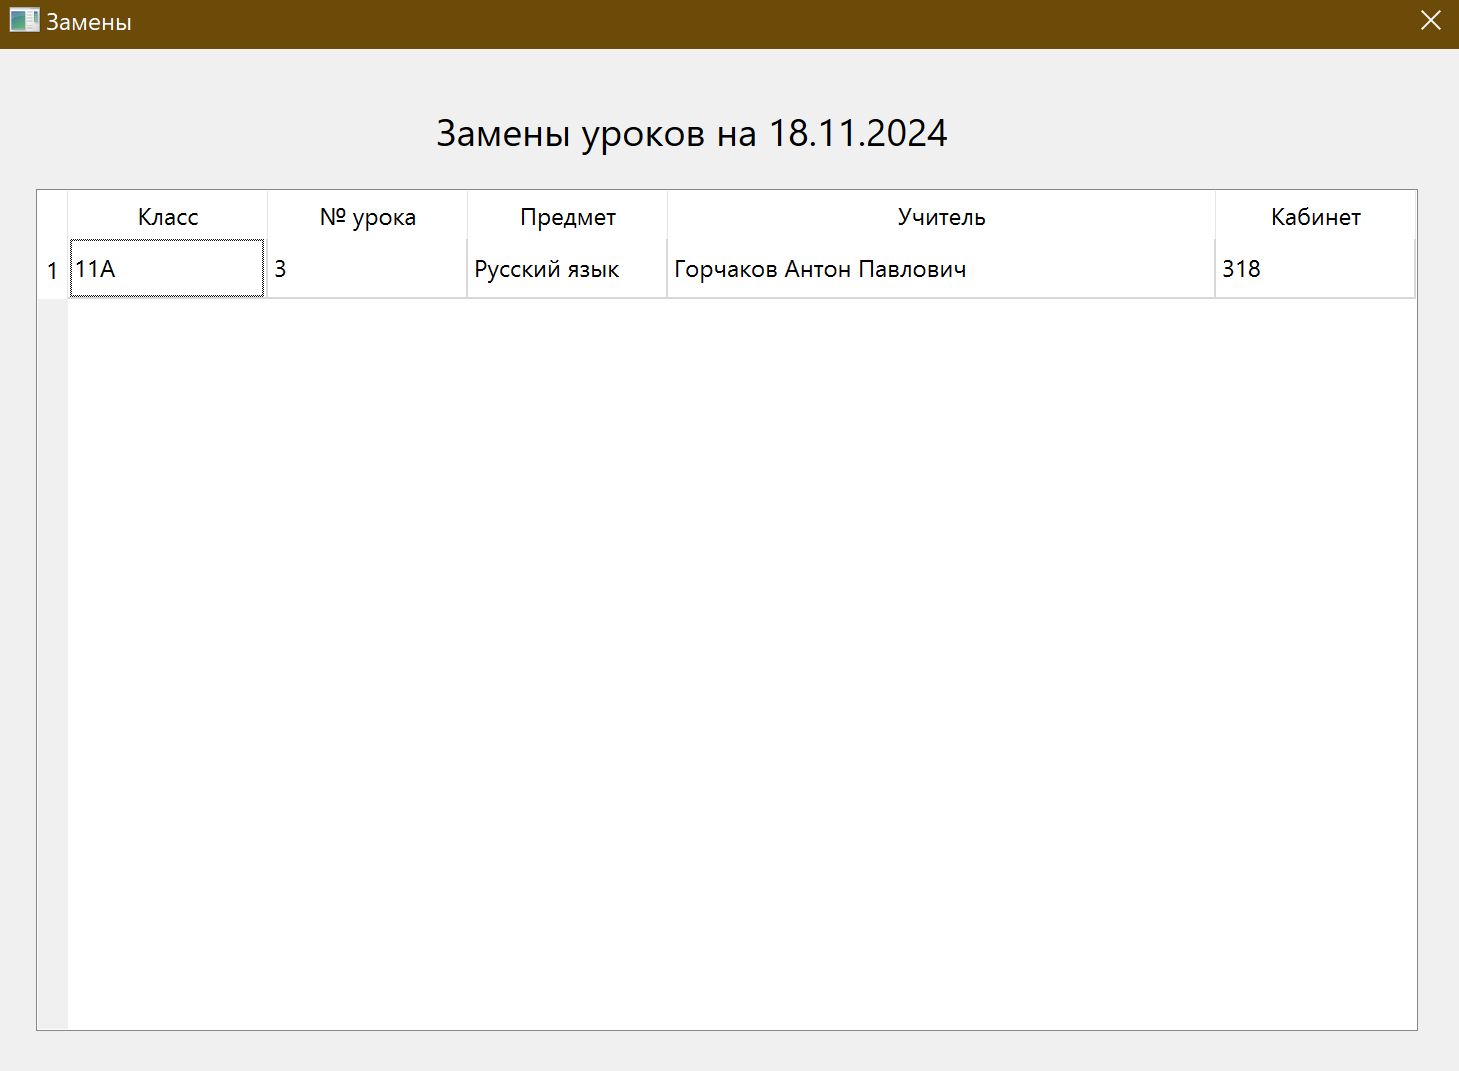 Замены
Замены уроков на 18.11.2024
Класс № урока Предмет Учитель Кабинет
1 11А 3 Русский язык Горчаков Антон Павлович 318